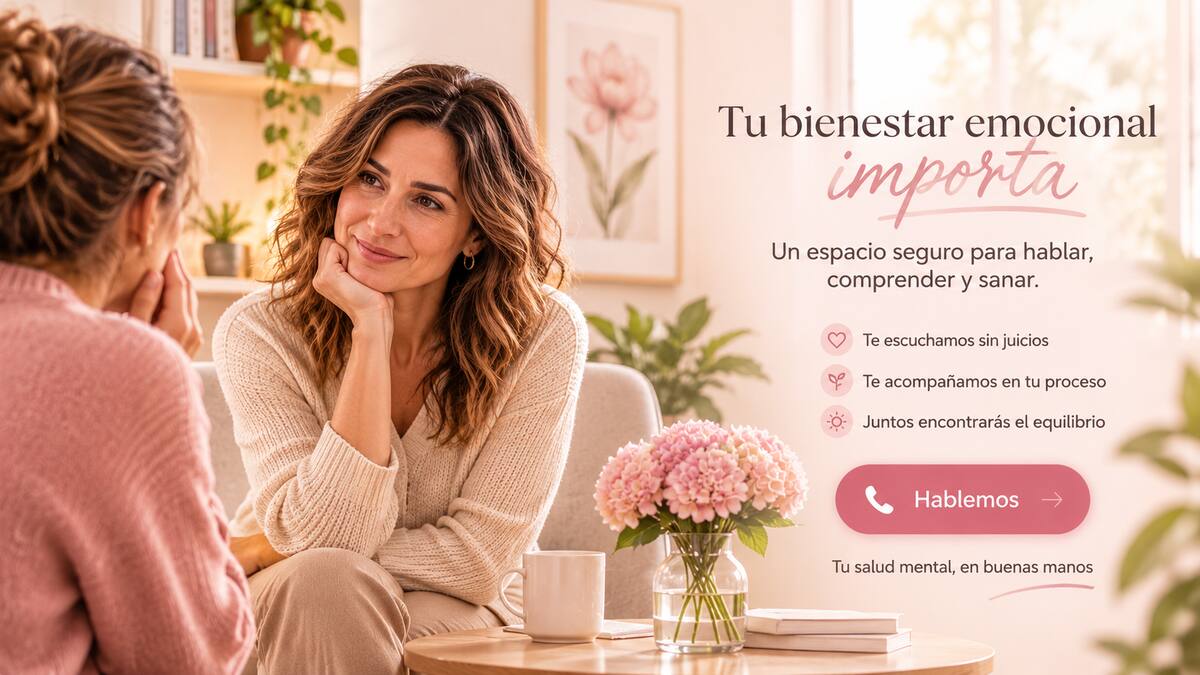 Tu bienestar emocional
importa
Un espacio seguro para hablar,
comprender y sanar.
Te escuchamos sin juicios
Te acompañamos en tu proceso
Juntos encontrarás el equilibrio
Hablemos
Tu salud mental, en buenas manos